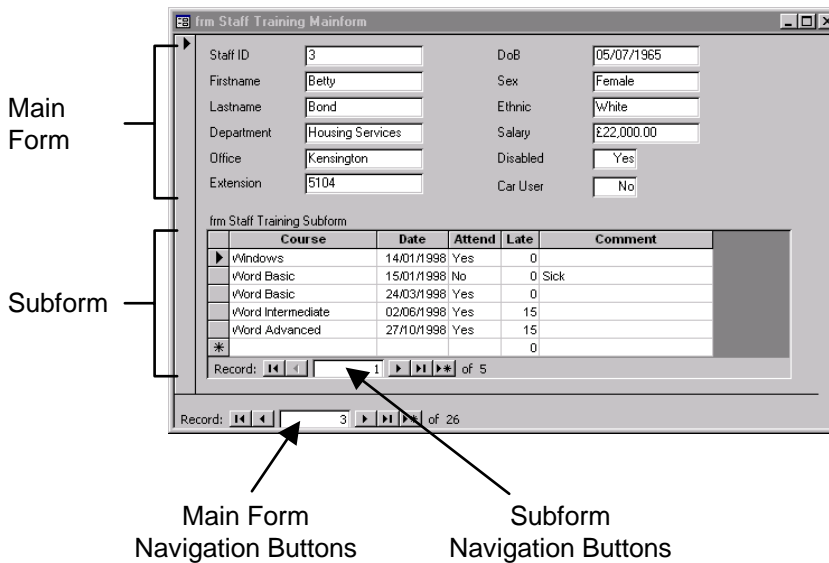 frm Staff Training Mainform
Staff ID 3 DoB 05/07/1965
Firstname Betty Sex Female
Lastname Bond Ethnic White
Department Housing Services Salary £22,000.00
Office Kensington Disabled Yes
Extension 5104 Car User No
Main
Form
frm Staff Training Subform
Course Date Attend Late Comment
Windows 14/01/1998 Yes 0
Word Basic 15/01/1998 No 0 Sick
Word Basic 24/03/1998 Yes 0
Word Intermediate 02/06/1998 Yes 15
Word Advanced 27/10/1998 Yes 15
0
Subform
Record: 1 of 5
Record: 3 of 26
Main Form
Navigation Buttons
Subform
Navigation Buttons